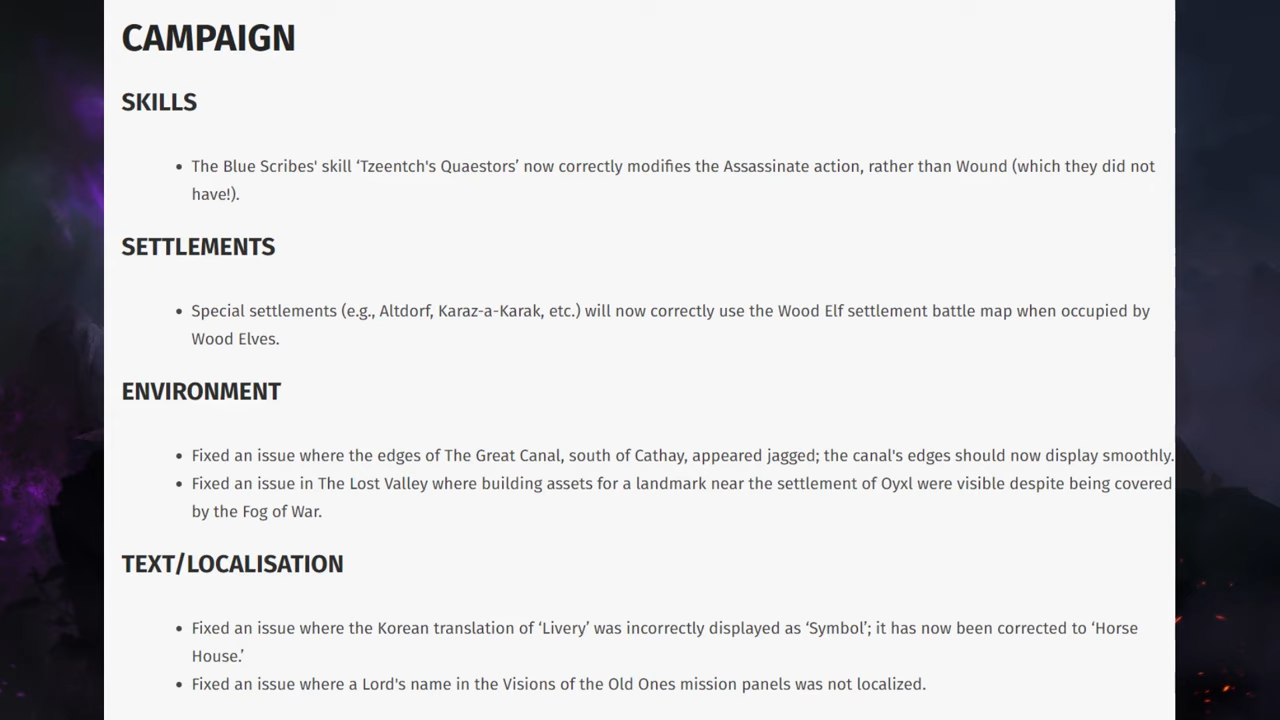 CAMPAIGN
SKILLS
• The Blue Scribes' skill ‘Tzeentch's Quaestors’ now correctly modifies the Assassinate action, rather than Wound (which they did not
have!).
SETTLEMENTS
• Special settlements (e.g., Altdorf, Karaz-a-Karak, etc.) will now correctly use the Wood Elf settlement battle map when occupied by
Wood Elves.
ENVIRONMENT
• Fixed an issue where the edges of The Great Canal, south of Cathay, appeared jagged; the canal's edges should now display smoothly.
• Fixed an issue in The Lost Valley where building assets for a landmark near the settlement of Oyxl were visible despite being covered
by the Fog of War.
TEXT/LOCALISATION
• Fixed an issue where the Korean translation of ‘Livery’ was incorrectly displayed as ‘Symbol’; it has now been corrected to ‘Horse
House.’
• Fixed an issue where a Lord's name in the Visions of the Old Ones mission panels was not localized.